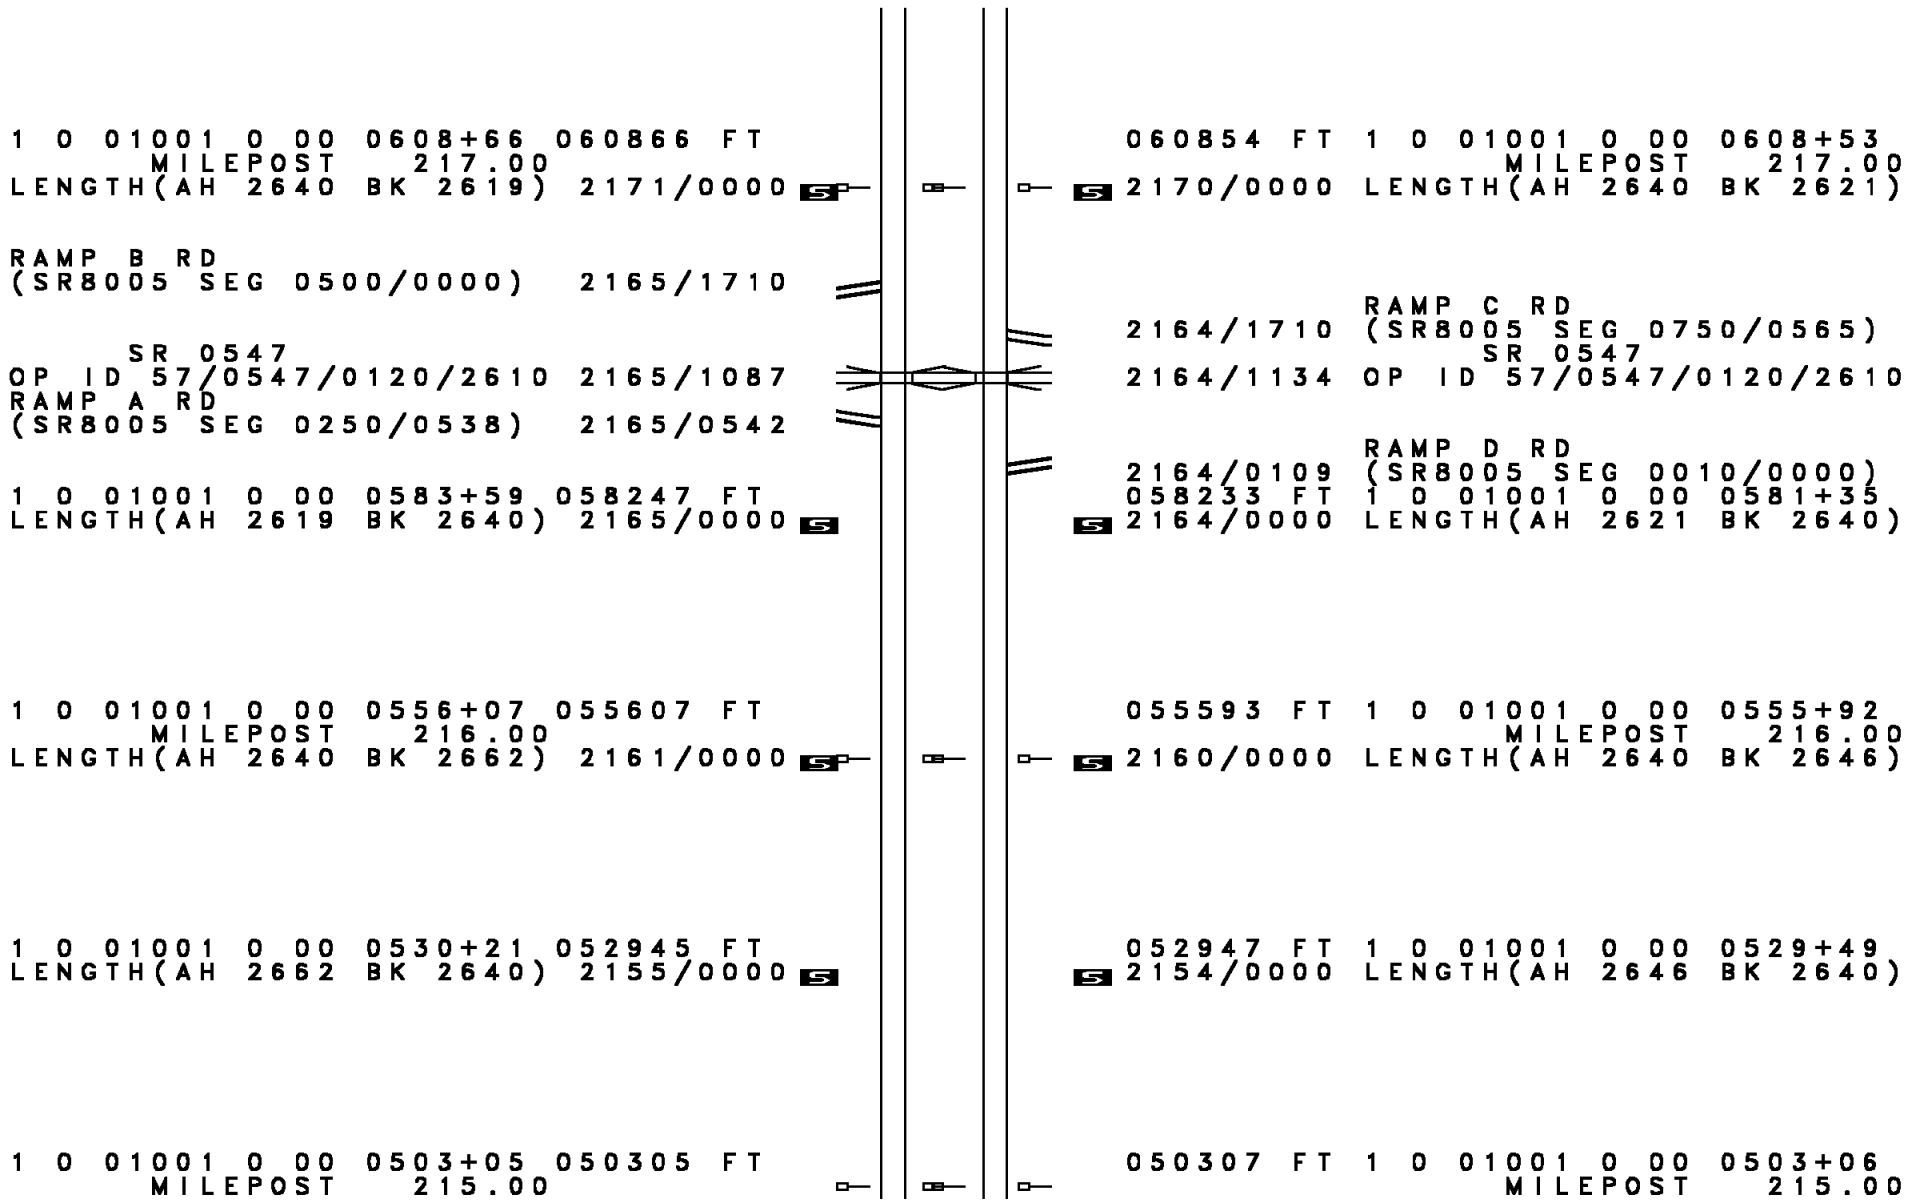 1 0 01001 0 00 0608+66 060866 FT
MILEPOST 217.00
LENGTH(AH 2640 BK 2619) 2171/0000 S
RAMP B RD
(SR8005 SEG 0500/0000) 2165/1710
SR 0547
OP ID 57/0547/0120/2610 2165/1087
RAMP A RD
(SR8005 SEG 0250/0538) 2165/0542
1 0 01001 0 00 0583+59 058247 FT
LENGTH(AH 2619 BK 2640) 2165/0000 S
1 0 01001 0 00 0556+07 055607 FT
MILEPOST 216.00
LENGTH(AH 2640 BK 2662) 2161/0000 S
1 0 01001 0 00 0530+21 052945 FT
LENGTH(AH 2662 BK 2640) 2155/0000 S
1 0 01001 0 00 0503+05 050305 FT
MILEPOST 215.00
060854 FT 1 0 01001 0 00 0608+53
MILEPOST 217.00
S 2170/0000 LENGTH(AH 2640 BK 2621)
RAMP C RD
2164/1710 (SR8005 SEG 0750/0565)
SR 0547
2164/1134 OP ID 57/0547/0120/2610
RAMP D RD
2164/0109 (SR8005 SEG 0010/0000)
058233 FT 1 0 01001 0 00 0581+35
S 2164/0000 LENGTH(AH 2621 BK 2640)
055593 FT 1 0 01001 0 00 0555+92
MILEPOST 216.00
S 2160/0000 LENGTH(AH 2640 BK 2646)
052947 FT 1 0 01001 0 00 0529+49
S 2154/0000 LENGTH(AH 2646 BK 2640)
050307 FT 1 0 01001 0 00 0503+06
MILEPOST 215.00